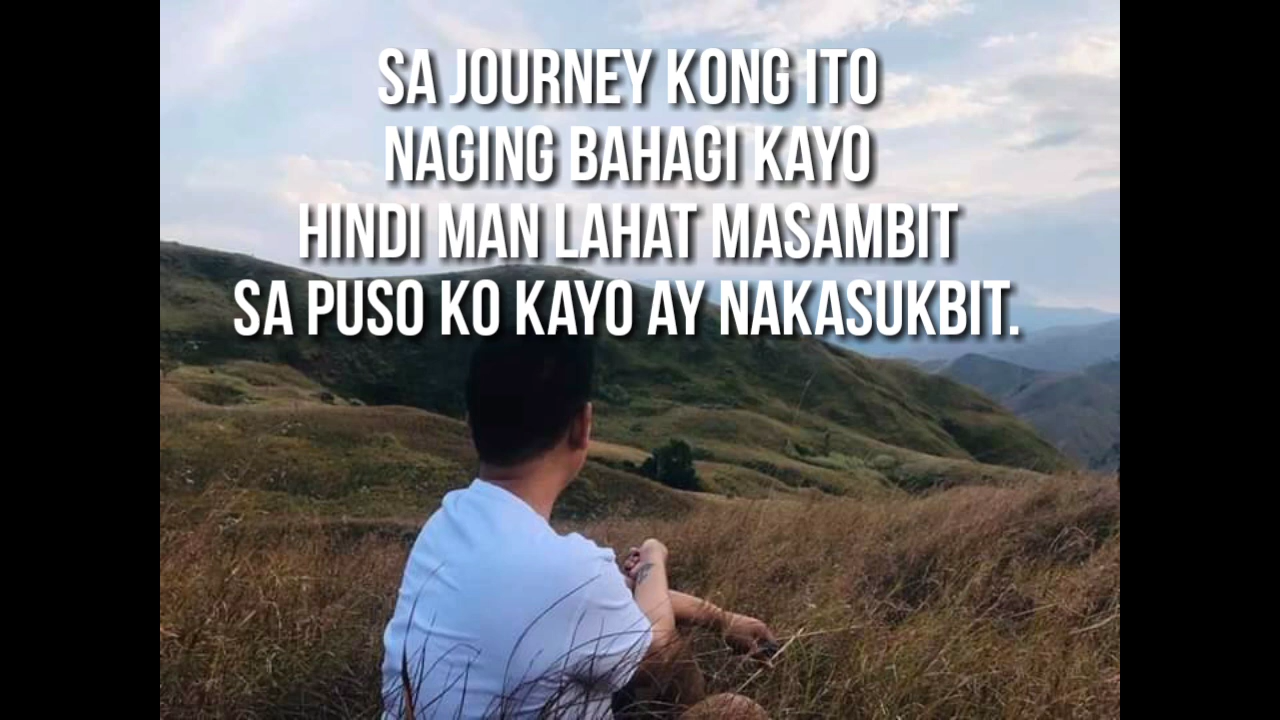 SA JOURNEY KONG ITO
NAGING BAHAGI KAYO
HINDI MAN LAHAT MASAMBIT
SA PUSO KO KAYO AY NAKASUKBIT.